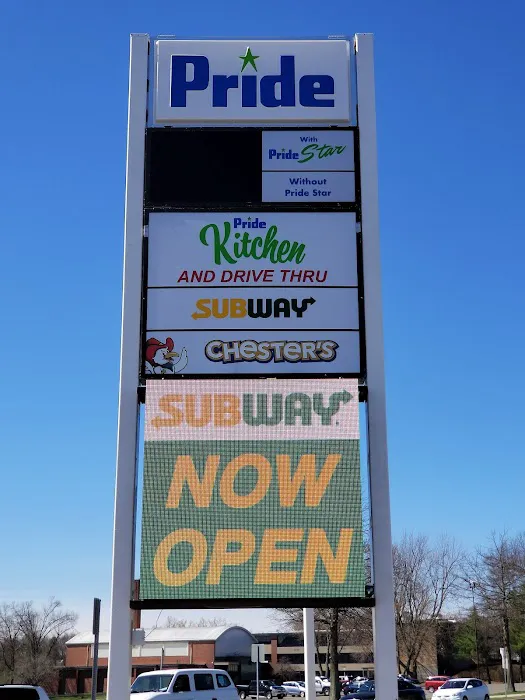 Pride
With
Pride Star
Without
Pride Star
Pride
Kitchen
AND DRIVE THRU
SUBWAY
CHESTER'S
SUBWAY
NOW
OPEN